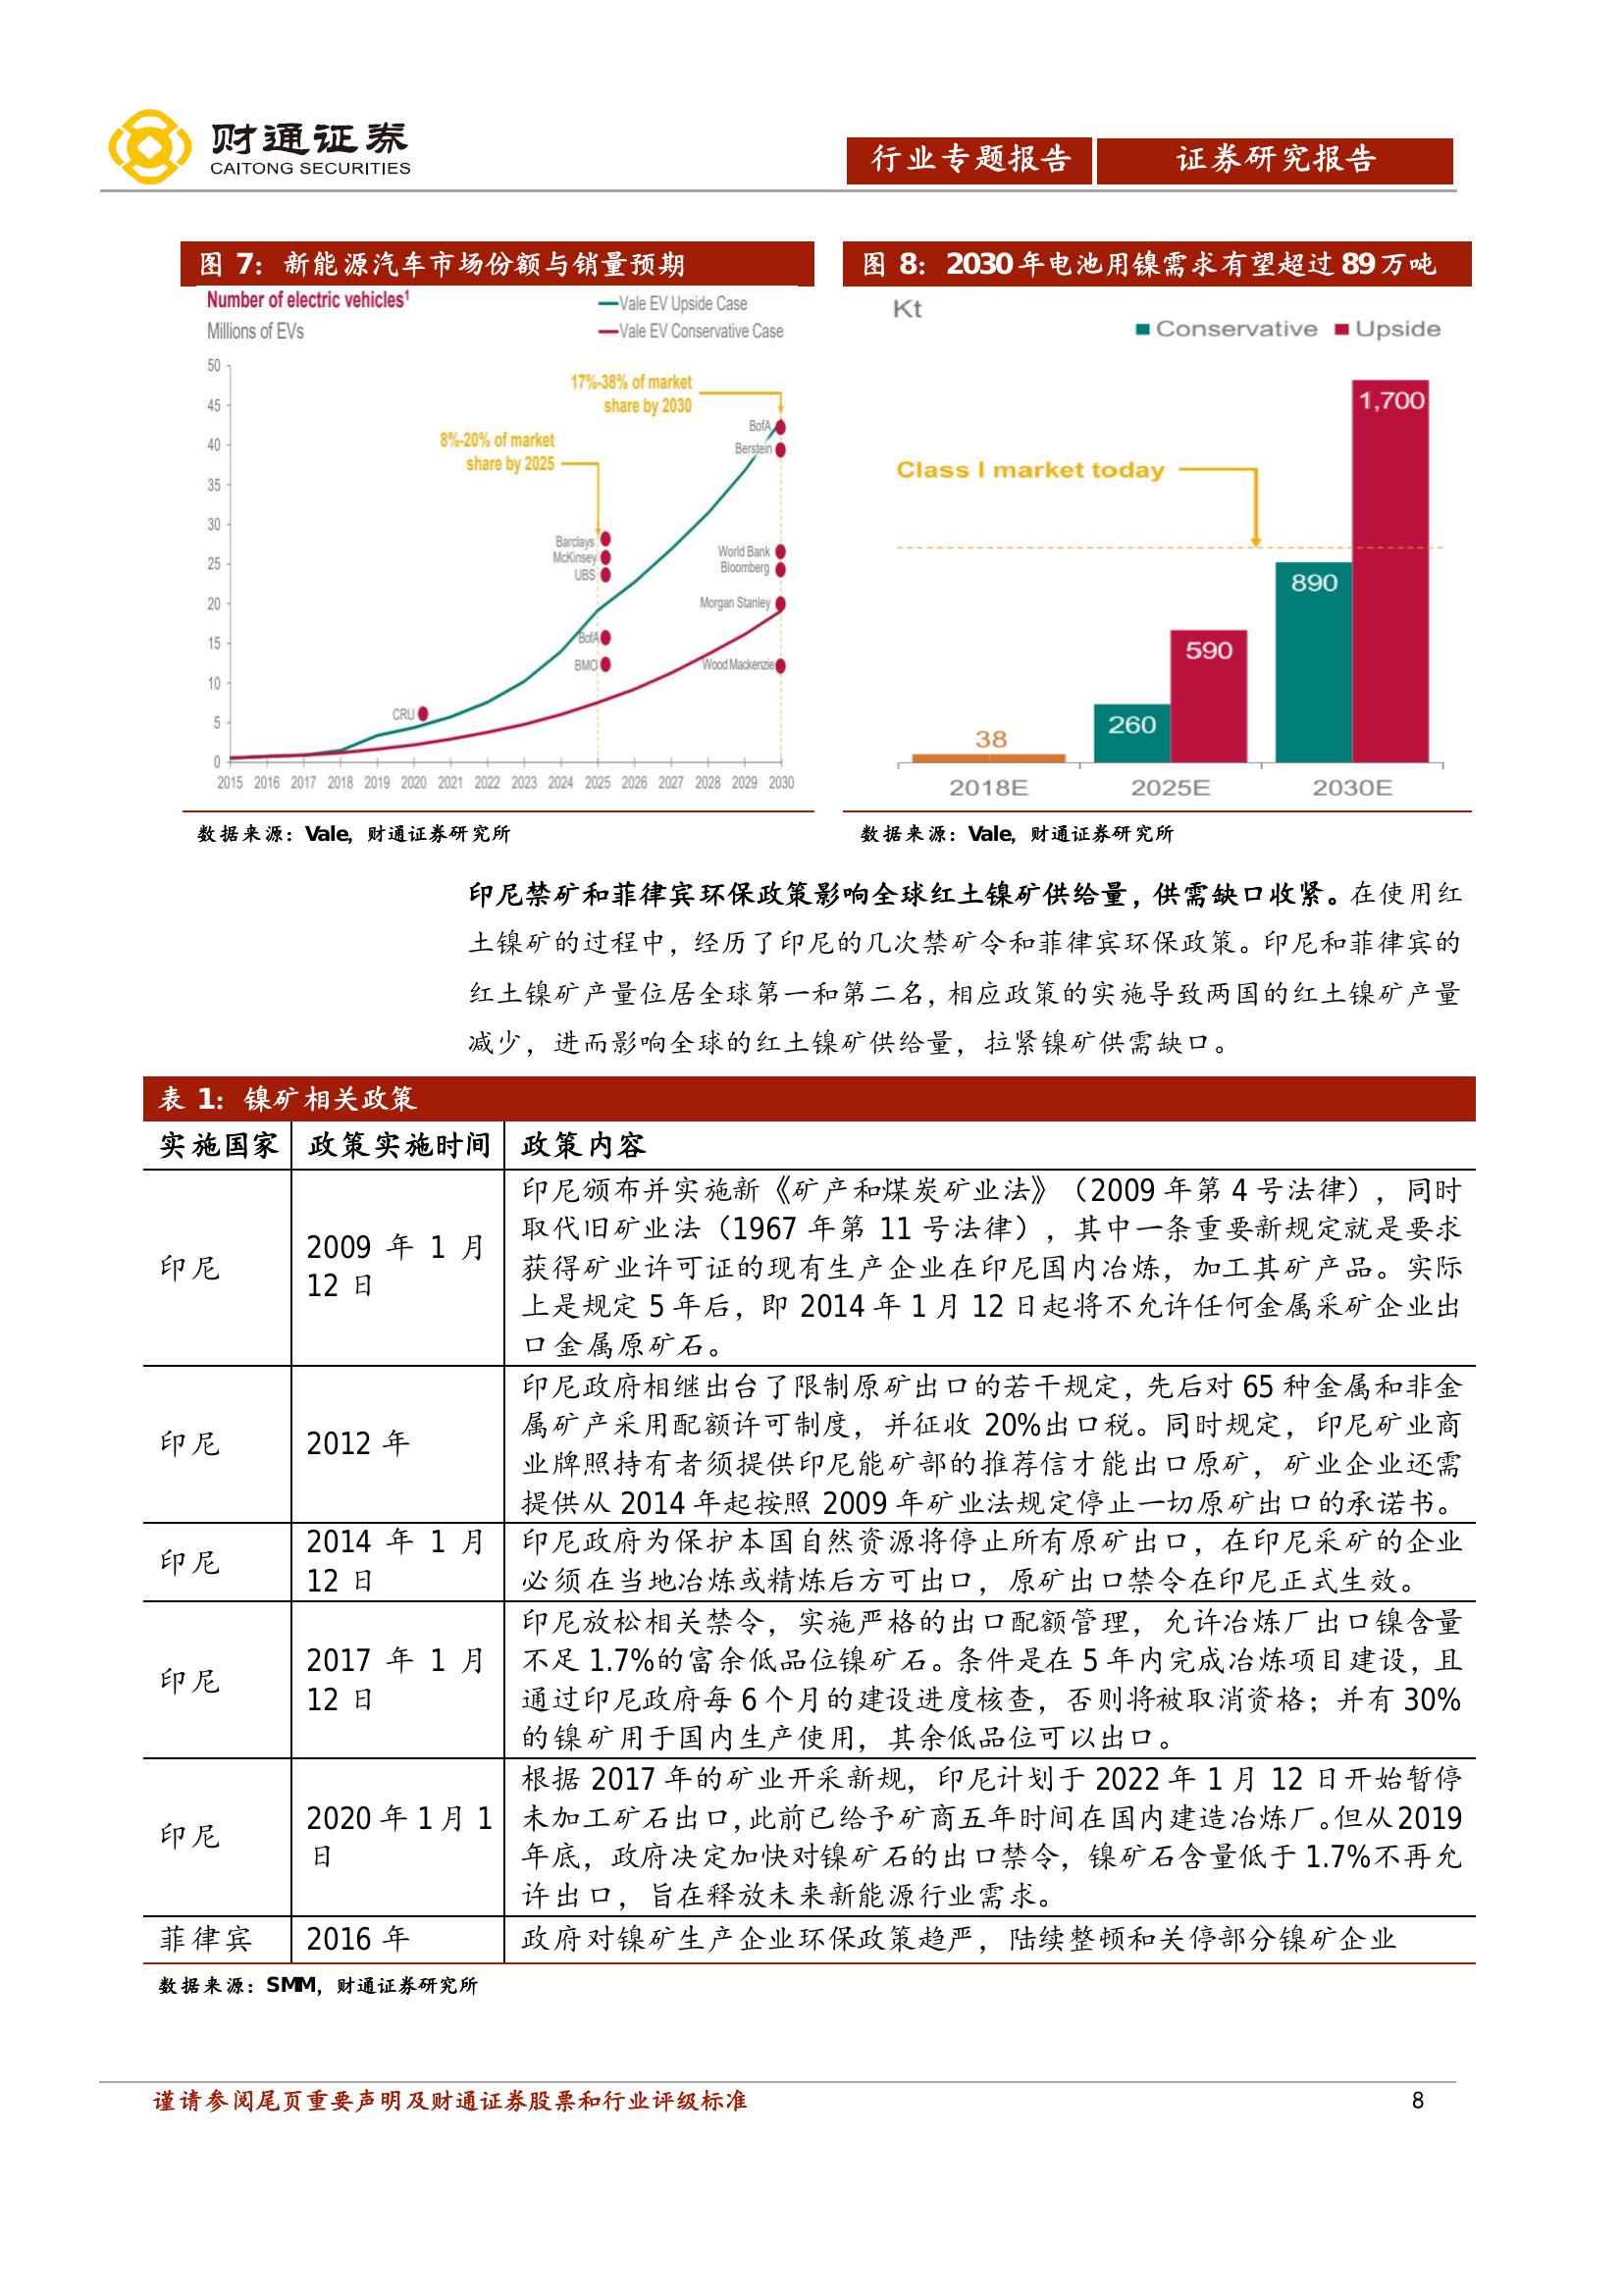 财通证券
CAITONG SECURITIES
行业专题报告
证券研究报告
图 7：新能源汽车市场份额与销量预期
Number of electric vehicles¹
Millions of EVs
Vale EV Upside Case
Vale EV Conservative Case
50
45
40
35
30
25
20
15
10
5
0
17%-38% of market
share by 2030
8%-20% of market
share by 2025
BofA
Berstein
Barclays
McKinsey
UBS
World Bank
Bloomberg
Morgan Stanley
BofA
BMO
Wood Mackenzie
CRU
2015 2016 2017 2018 2019 2020 2021 2022 2023 2024 2025 2026 2027 2028 2029 2030
数据来源：Vale，财通证券研究所
图 8：2030年电池用镍需求有望超过89万吨
Kt
Conservative Upside
1,700
Class I market today
890
590
260
38
2018E 2025E 2030E
数据来源：Vale，财通证券研究所
印尼禁矿和菲律宾环保政策影响全球红土镍矿供给量，供需缺口收紧。在使用红
土镍矿的过程中，经历了印尼的几次禁矿令和菲律宾环保政策。印尼和菲律宾的
红土镍矿产量位居全球第一和第二名，相应政策的实施导致两国的红土镍矿产量
减少，进而影响全球的红土镍矿供给量，拉紧镍矿供需缺口。
表 1：镍矿相关政策
实施国家 政策实施时间 政策内容
印尼
2009 年 1 月
12 日
印尼颁布并实施新《矿产和煤炭矿业法》（2009 年第 4 号法律），同时
取代旧矿业法（1967 年第 11 号法律），其中一条重要新规定就是要求
获得矿业许可证的现有生产企业在印尼国内冶炼，加工其矿产品。实际
上是规定 5 年后，即 2014 年 1 月 12 日起将不允许任何金属采矿企业出
口金属原矿石。
印尼
2012 年
印尼政府相继出台了限制原矿出口的若干规定，先后对 65 种金属和非金
属矿产采用配额许可制度，并征收 20%出口税。同时规定，印尼矿业商
业牌照持有者须提供印尼能矿部的推荐信才能出口原矿，矿业企业还需
提供从 2014 年起按照 2009 年矿业法规定停止一切原矿出口的承诺书。
印尼
2014 年 1 月
12 日
印尼政府为保护本国自然资源将停止所有原矿出口，在印尼采矿的企业
必须在当地冶炼或精炼后方可出口，原矿出口禁令在印尼正式生效。
印尼
2017 年 1 月
12 日
印尼放松相关禁令，实施严格的出口配额管理，允许冶炼厂出口镍含量
不足 1.7%的富余低品位镍矿石。条件是在 5 年内完成冶炼项目建设，且
通过印尼政府每 6 个月的建设进度核查，否则将被取消资格；并有 30%
的镍矿用于国内生产使用，其余低品位可以出口。
印尼
2020 年 1 月 1
日
根据 2017 年的矿业开采新规，印尼计划于 2022 年 1 月 12 日开始暂停
未加工矿石出口，此前已给予矿商五年时间在国内建造冶炼厂。但从 2019
年底，政府决定加快对镍矿石的出口禁令，镍矿石含量低于 1.7%不再允
许出口，旨在释放未来新能源行业需求。
菲律宾
2016 年
政府对镍矿生产企业环保政策趋严，陆续整顿和关停部分镍矿企业
数据来源：SMM，财通证券研究所
谨请参阅尾页重要声明及财通证券股票和行业评级标准
8